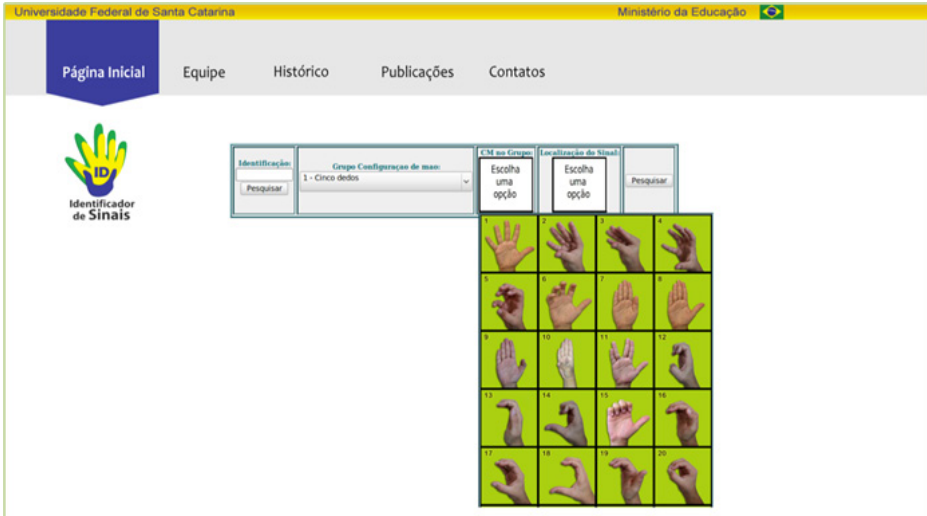 Universidade Federal de Santa Catarina
Ministério da Educação
Página Inicial
Equipe
Histórico
Publicações
Contatos
ID
Identificador
de Sinais
Identificação:
Pesquisar
Grupo Configuraçao de mao:
1 - Cinco dedos
CM no Grupo:
Escolha
uma
opção
Localização do Sinal:
Escolha
uma
opção
Pesquisar
1 2 3 4
5 6 7 8
9 10 11 12
13 14 15 16
17 18 19 20